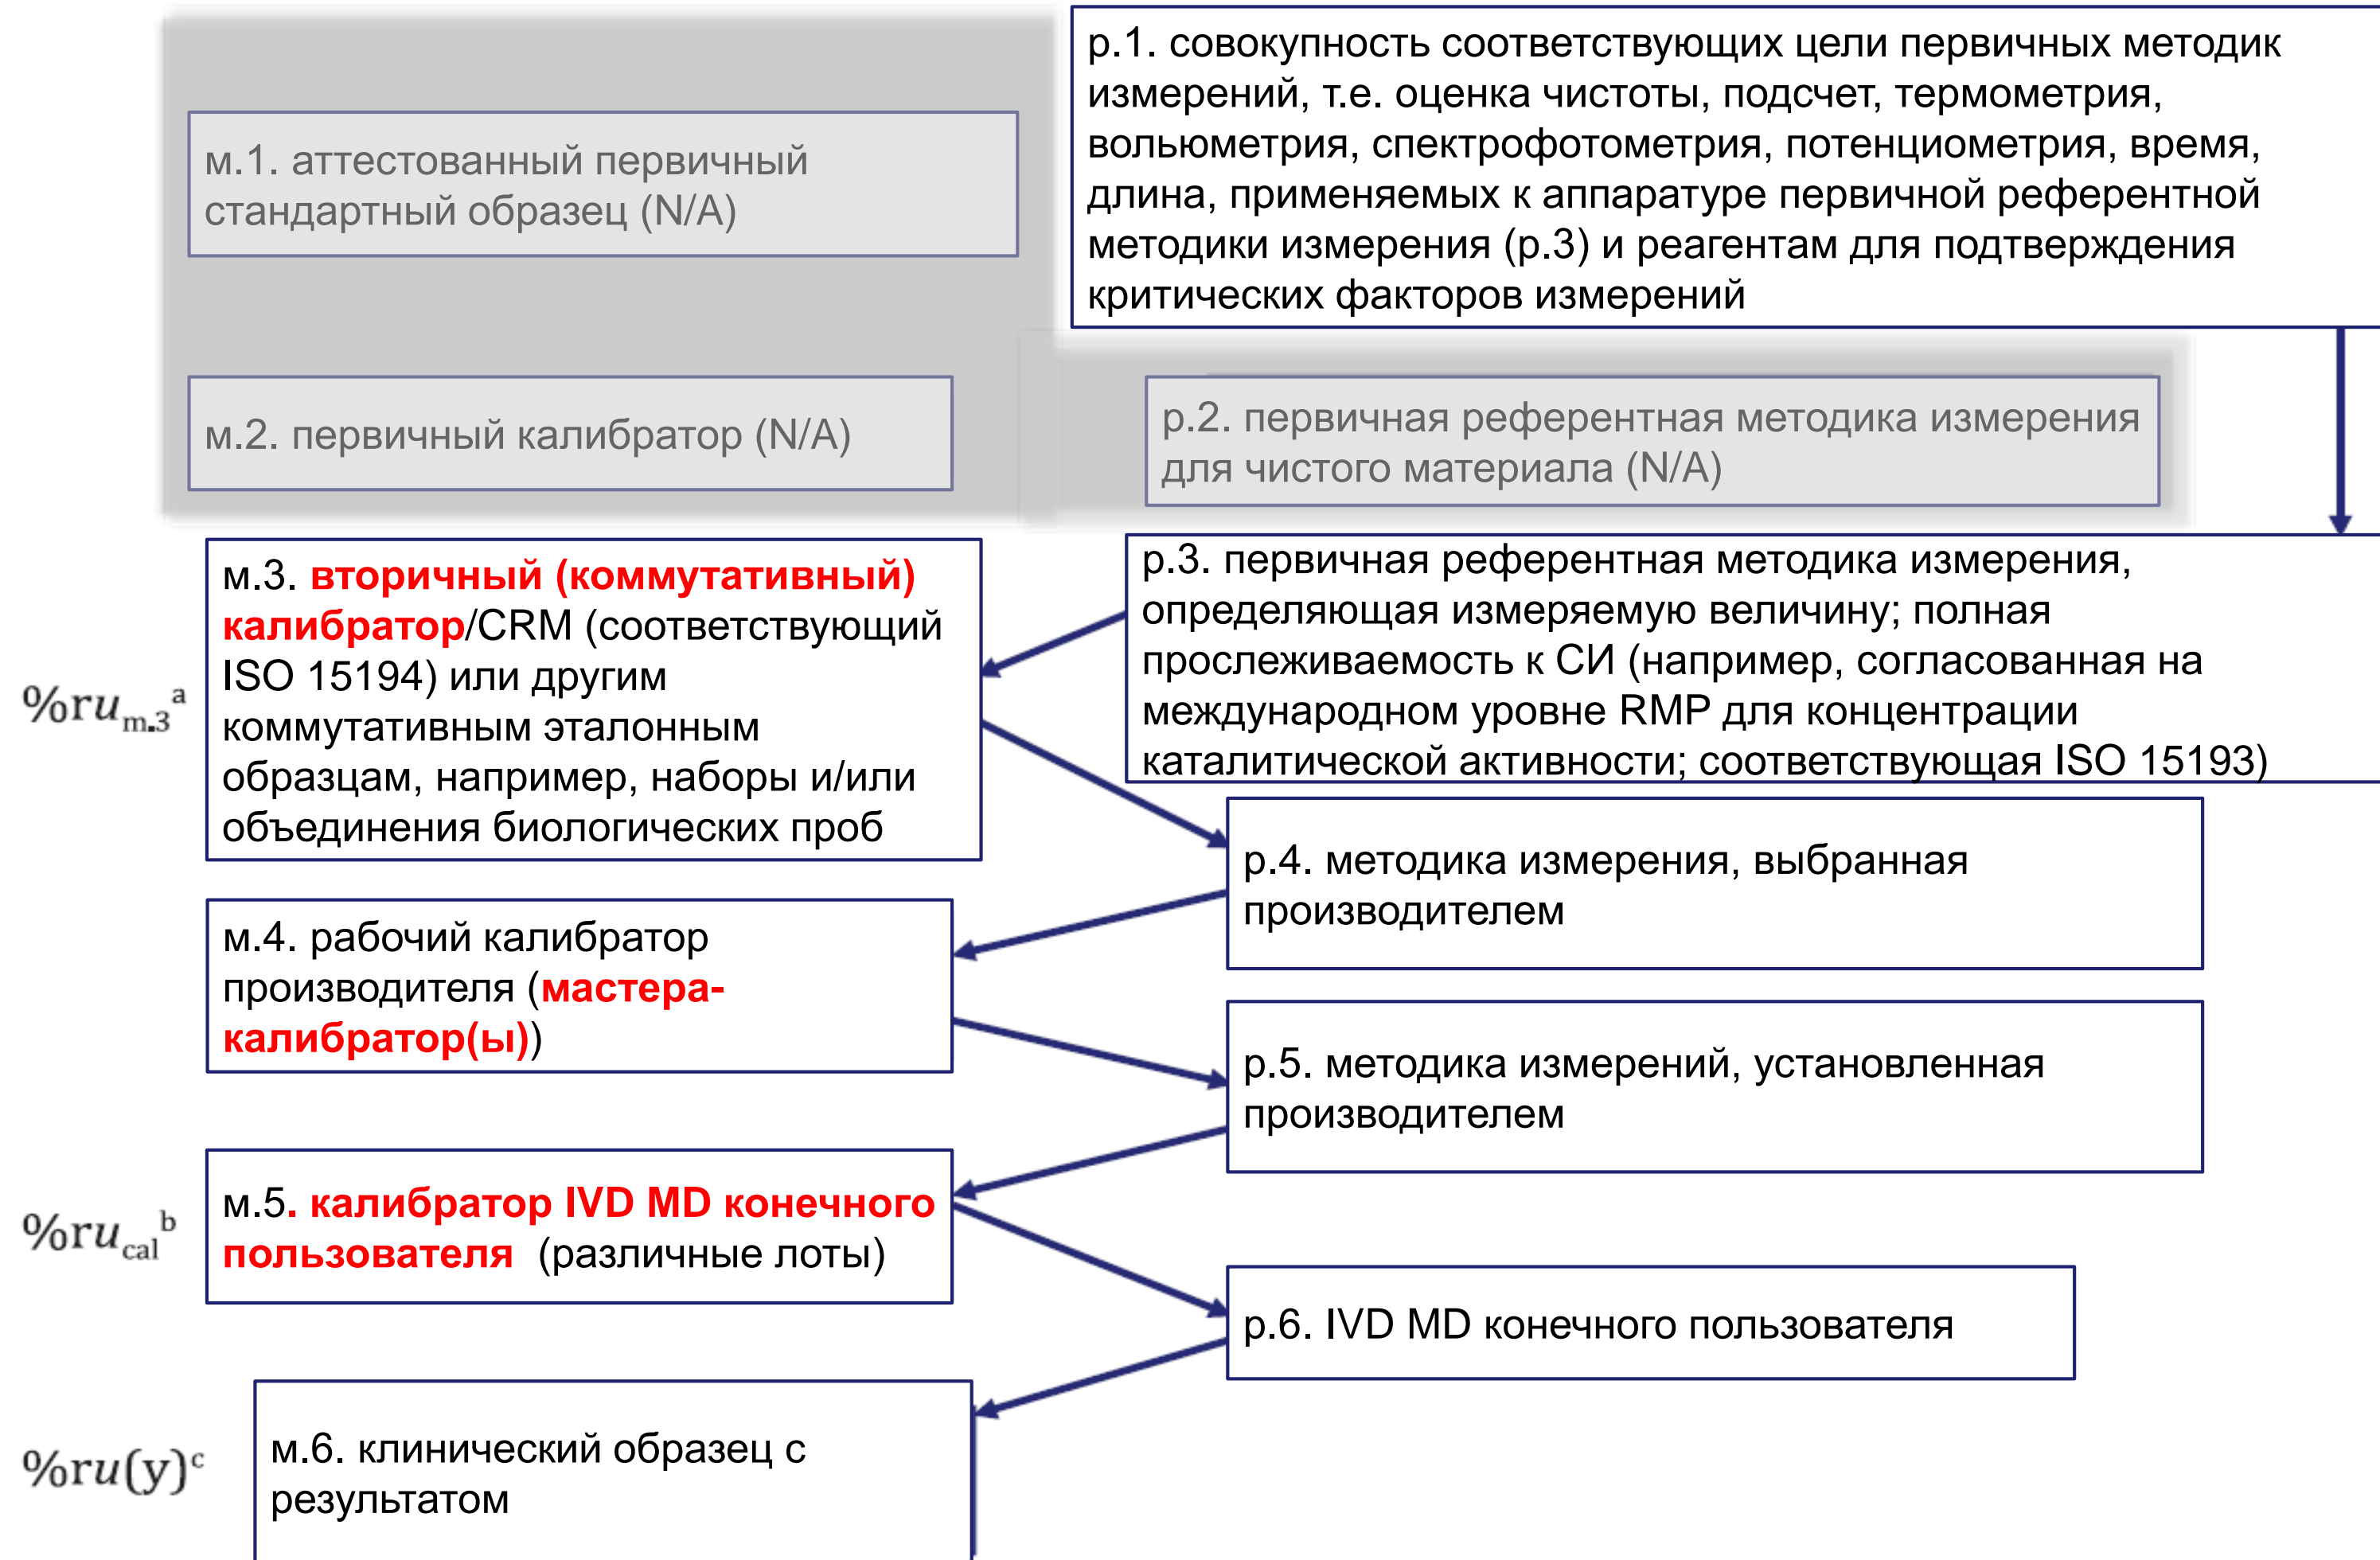 р.1. совокупность соответствующих цели первичных методик
измерений, т.е. оценка чистоты, подсчет, термометрия,
вольюметрия, спектрофотометрия, потенциометрия, время,
длина, применяемых к аппаратуре первичной референтной
методики измерения (р.3) и реагентам для подтверждения
критических факторов измерений
м.1. аттестованный первичный
стандартный образец (N/A)
м.2. первичный калибратор (N/A)
р.2. первичная референтная методика измерения
для чистого материала (N/A)
м.3. вторичный (коммутативный)
калибратор/CRM (соответствующий
ISO 15194) или другим
коммутативным эталонным
образцам, например, наборы и/или
объединения биологических проб
%ru m.3 a
р.3. первичная референтная методика измерения,
определяющая измеряемую величину; полная
прослеживаемость к СИ (например, согласованная на
международном уровне RMP для концентрации
каталитической активности; соответствующая ISO 15193)
р.4. методика измерения, выбранная
производителем
м.4. рабочий калибратор
производителя (мастера-
калибратор(ы))
р.5. методика измерений, установленная
производителем
%ru cal b
м.5. калибратор IVD MD конечного
пользователя (различные лоты)
р.6. IVD MD конечного пользователя
%ru(y)c
м.6. клинический образец с
результатом